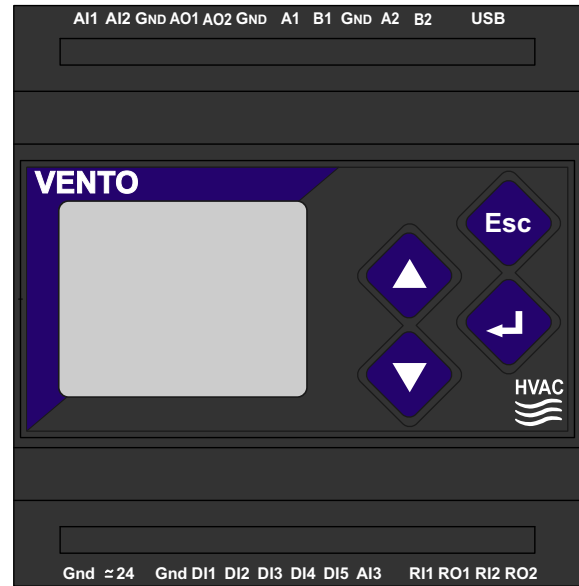 AI1 AI2 GND AO1 AO2 GND A1 B1 GND A2 B2 USB
VENTO
Esc
HVAC
Gnd ≃24 Gnd DI1 DI2 DI3 DI4 DI5 AI3 RI1 RO1 RI2 RO2